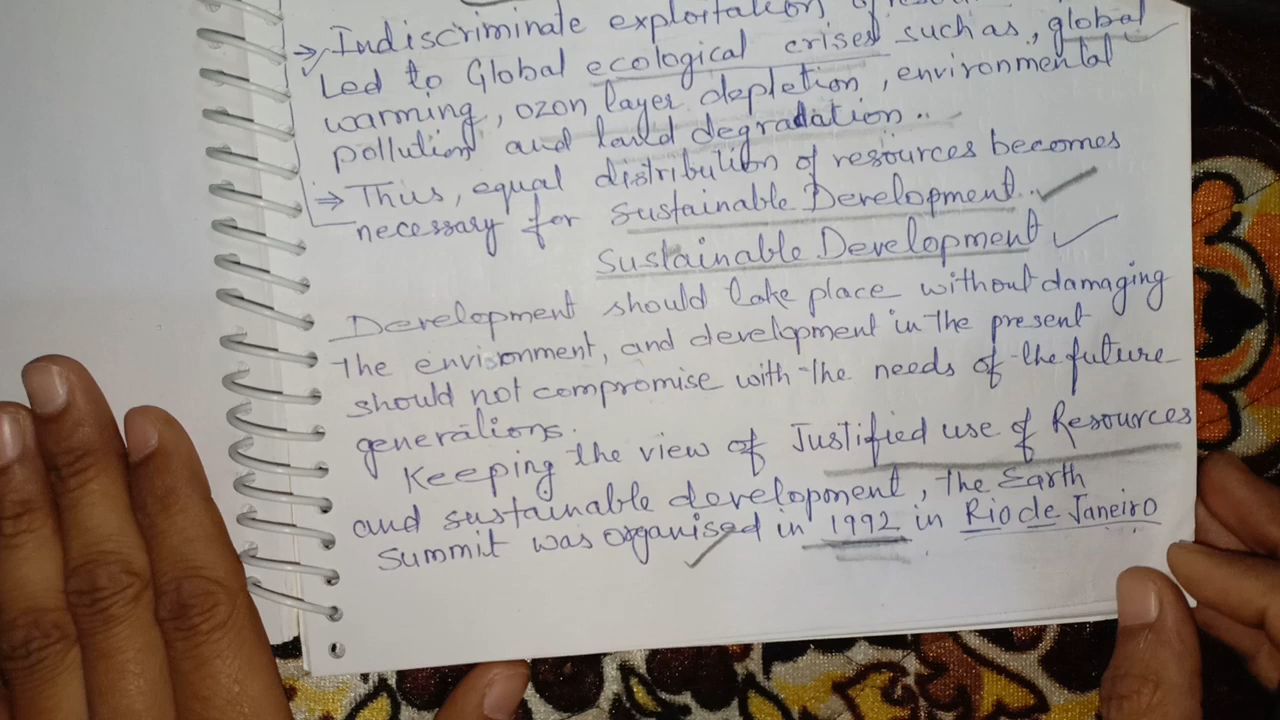 ⇒ Indiscriminate exploitation of
Led to Global ecological crises such as, global
warming, ozon layer depletion, environmental
pollution and land degradation..
⇒ Thus, equal distribution of resources becomes
necessary for Sustainable Development..
Sustainable Development
Development should take place without damaging
the environment, and development in the present
should not compromise with the needs of the future
generations.
Keeping the view of Justified use of Resources
and sustainable development, the Earth
Summit was organised in 1992 in Rio de Janeiro